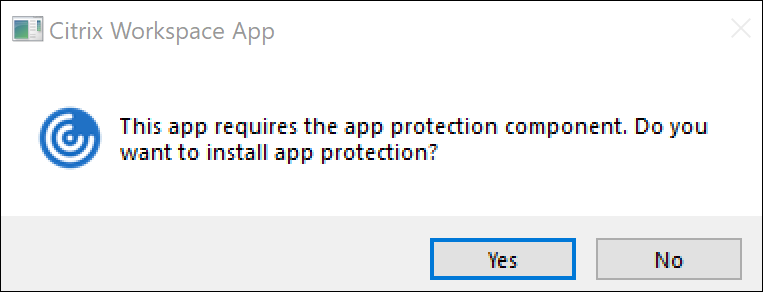 Citrix Workspace App
This app requires the app protection component. Do you
want to install app protection?
Yes
No